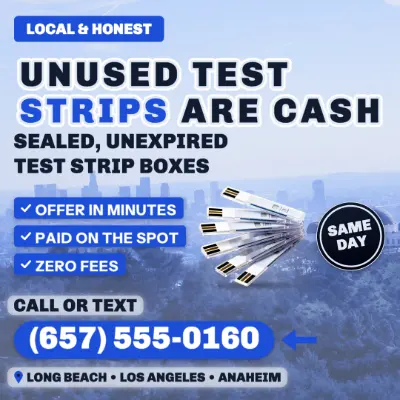 LOCAL & HONEST
UNUSED TEST
STRIPS ARE CASH
SEALED, UNEXPIRED
TEST STRIP BOXES
✓ OFFER IN MINUTES
✓ PAID ON THE SPOT
✓ ZERO FEES
SAME
DAY
CALL OR TEXT
(657) 555-0160
LONG BEACH • LOS ANGELES • ANAHEIM